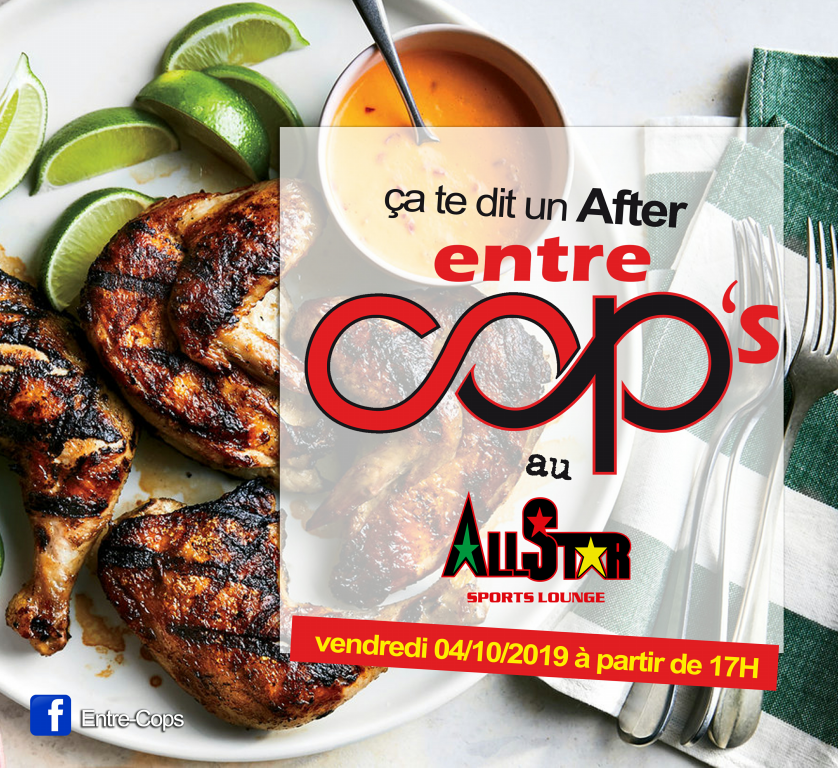 ça te dit un After
entre
cop's
au
ALLSTAR
SPORTS LOUNGE
vendredi 04/10/2019 à partir de 17H
f Entre-Cops